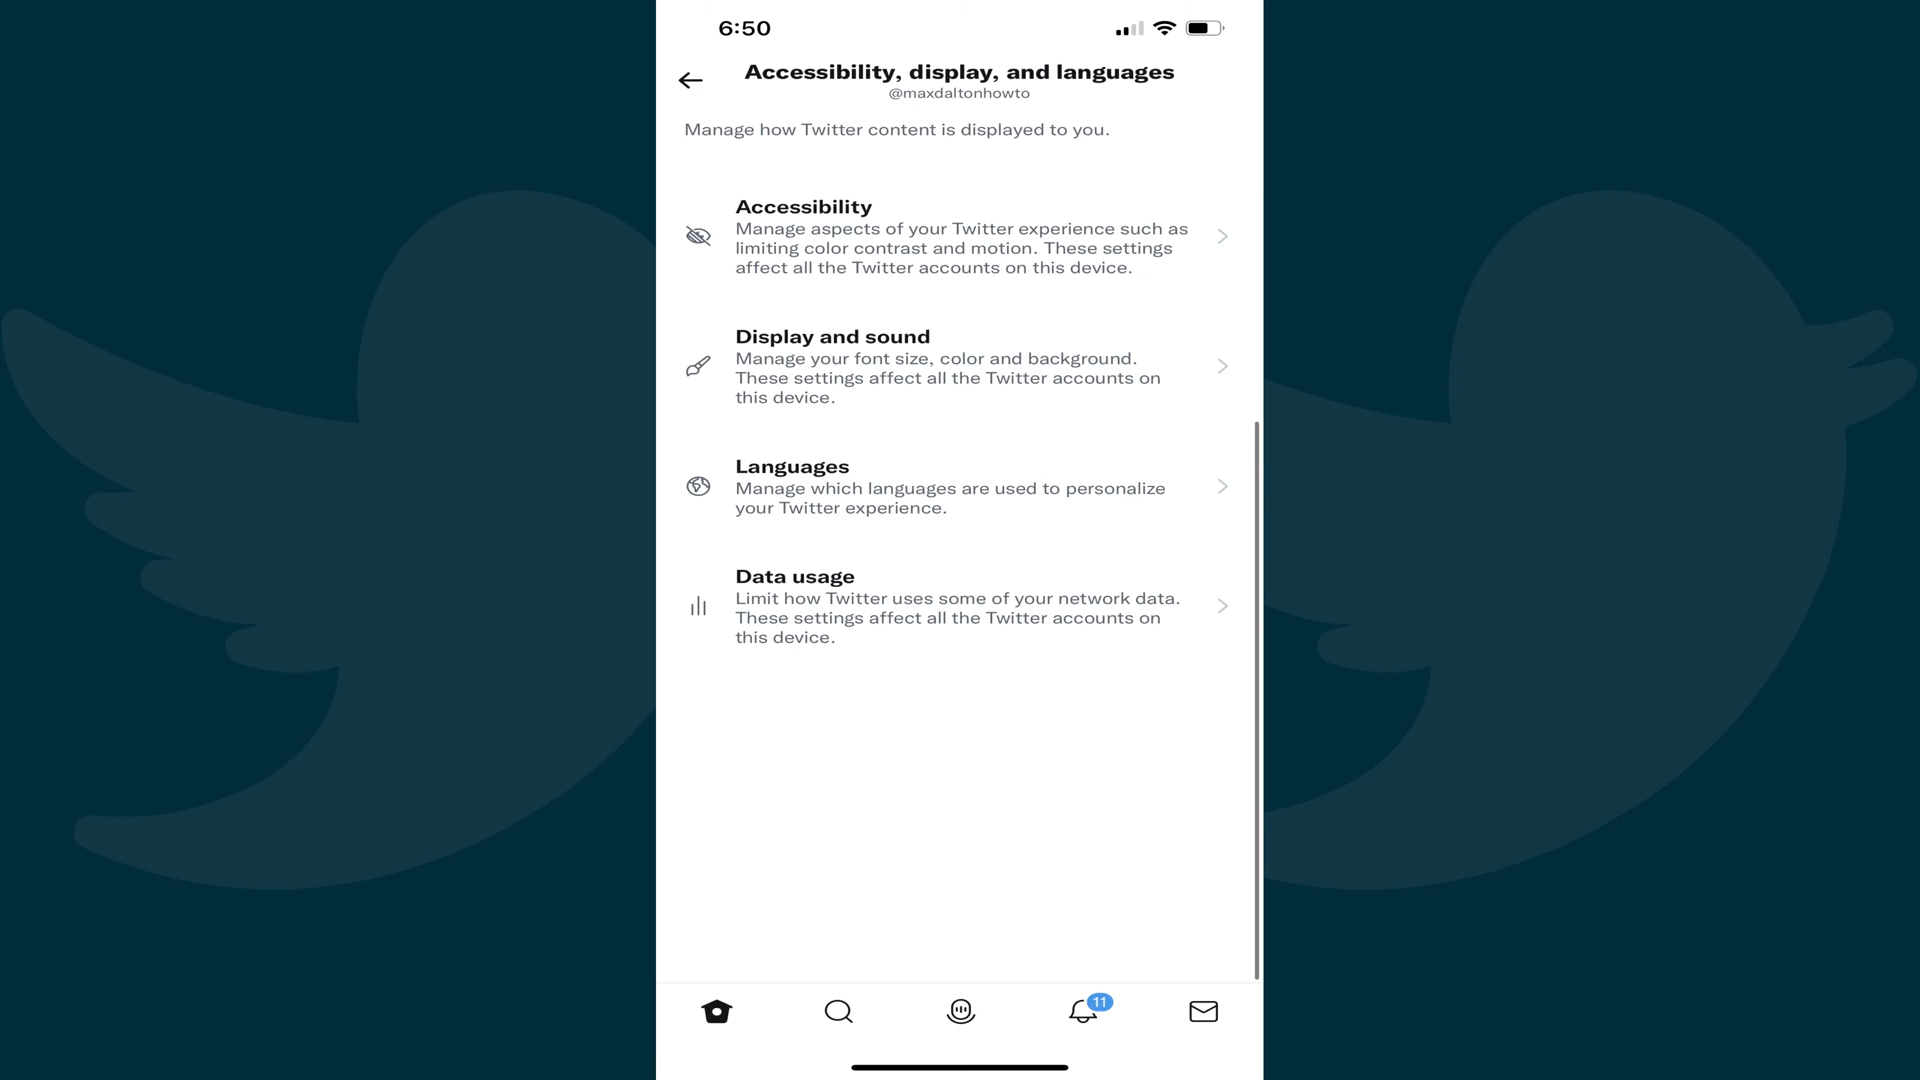 6:50
Accessibility, display, and languages
@maxdaltonhowto
Manage how Twitter content is displayed to you.
Accessibility
Manage aspects of your Twitter experience such as
limiting color contrast and motion. These settings
affect all the Twitter accounts on this device.
Display and sound
Manage your font size, color and background.
These settings affect all the Twitter accounts on
this device.
Languages
Manage which languages are used to personalize
your Twitter experience.
Data usage
Limit how Twitter uses some of your network data.
These settings affect all the Twitter accounts on
this device.
11